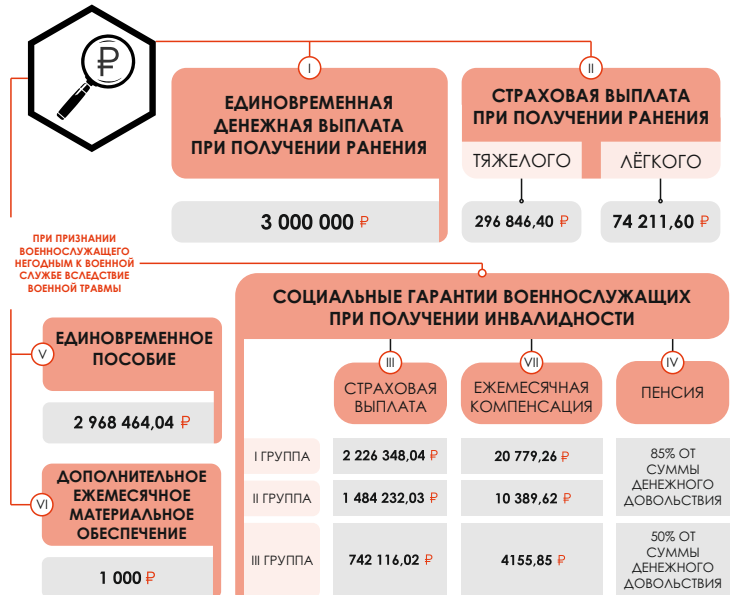 ₽
I
II
ЕДИНОВРЕМЕННАЯ
ДЕНЕЖНАЯ ВЫПЛАТА
ПРИ ПОЛУЧЕНИИ РАНЕНИЯ
3 000 000 ₽
СТРАХОВАЯ ВЫПЛАТА
ПРИ ПОЛУЧЕНИИ РАНЕНИЯ
ТЯЖЕЛОГО
ЛЁГКОГО
296 846,40 ₽
74 211,60 ₽
ПРИ ПРИЗНАНИИ
ВОЕННОСЛУЖАЩЕГО
НЕГОДНЫМ К ВОЕННОЙ
СЛУЖБЕ ВСЛЕДСТВИЕ
ВОЕННОЙ ТРАВМЫ
V
ЕДИНОВРЕМЕННОЕ
ПОСОБИЕ
2 968 464,04 ₽
VI
ДОПОЛНИТЕЛЬНОЕ
ЕЖЕМЕСЯЧНОЕ
МАТЕРИАЛЬНОЕ
ОБЕСПЕЧЕНИЕ
1 000 ₽
СОЦИАЛЬНЫЕ ГАРАНТИИ ВОЕННОСЛУЖАЩИХ
ПРИ ПОЛУЧЕНИИ ИНВАЛИДНОСТИ
III
VII
IV
СТРАХОВАЯ
ВЫПЛАТА
ЕЖЕМЕСЯЧНАЯ
КОМПЕНСАЦИЯ
ПЕНСИЯ
I ГРУППА
2 226 348,04 ₽
20 779,26 ₽
II ГРУППА
1 484 232,03 ₽
10 389,62 ₽
85% ОТ
СУММЫ
ДЕНЕЖНОГО
ДОВОЛЬСТВИЯ
III ГРУППА
742 116,02 ₽
4155,85 ₽
50% ОТ
СУММЫ
ДЕНЕЖНОГО
ДОВОЛЬСТВИЯ